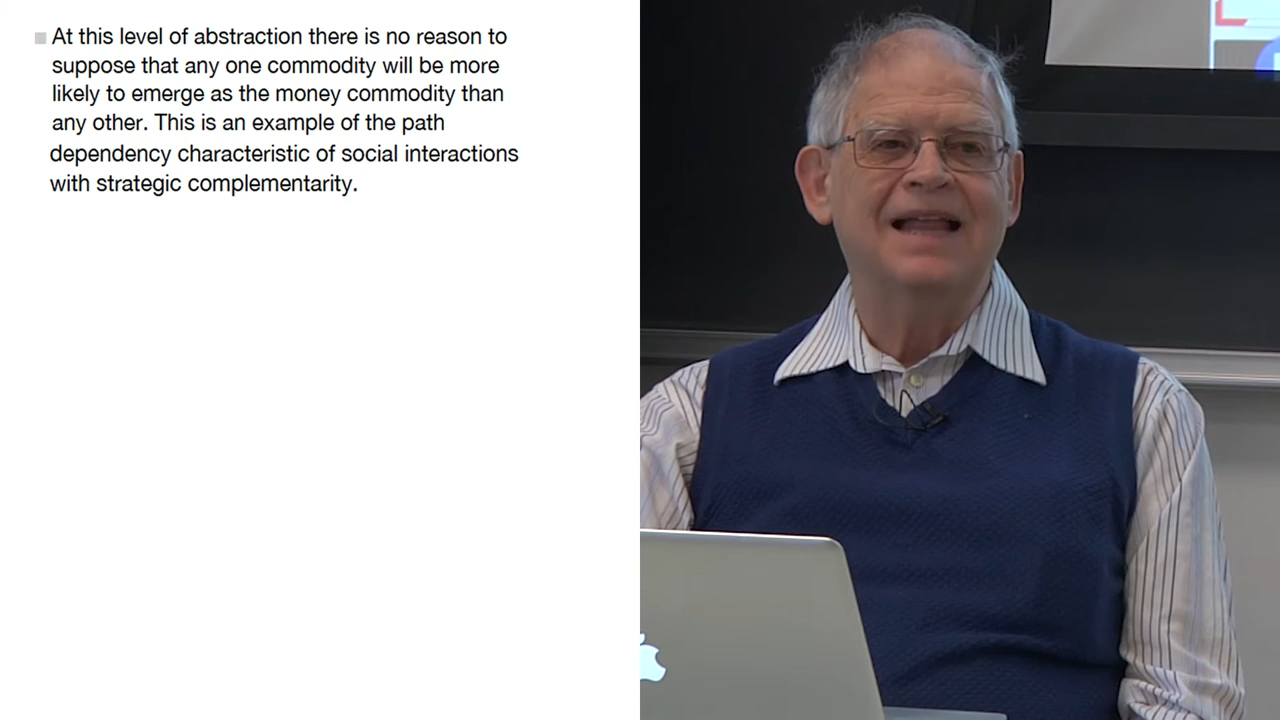 At this level of abstraction there is no reason to
suppose that any one commodity will be more
likely to emerge as the money commodity than
any other. This is an example of the path
dependency characteristic of social interactions
with strategic complementarity.